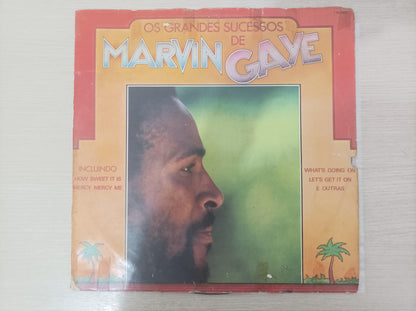 OS GRANDES SUCESSOS
DE
MARVIN GAYE
INCLUINDO
HOW SWEET IT IS
MERCY MERCY ME
WHAT'S GOING ON
LET'S GET IT ON
E OUTRAS